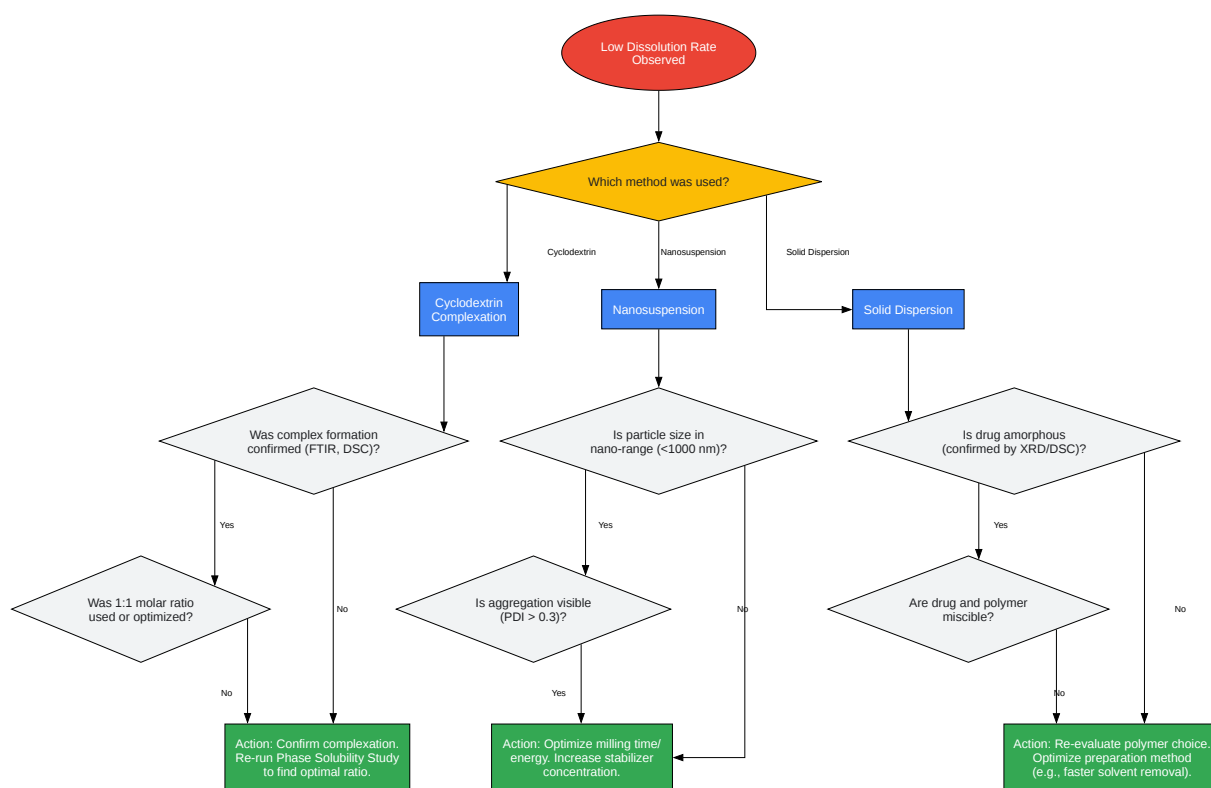 Low Dissolution Rate
Observed
Which method was used?
Cyclodextrin
Nanosuspension
Solid Dispersion
Cyclodextrin
Complexation
Nanosuspension
Solid Dispersion
Was complex formation
confirmed (FTIR, DSC)?
Is particle size in
nano-range (<1000 nm)?
Is drug amorphous
(confirmed by XRD/DSC)?
Yes
Yes
Yes
Was 1:1 molar ratio
used or optimized?
No
Is aggregation visible
(PDI > 0.3)?
No
Are drug and polymer
miscible?
No
No
Yes
No
Action: Confirm complexation.
Re-run Phase Solubility Study
to find optimal ratio.
Action: Optimize milling time/
energy. Increase stabilizer
concentration.
Action: Re-evaluate polymer choice.
Optimize preparation method
(e.g., faster solvent removal).